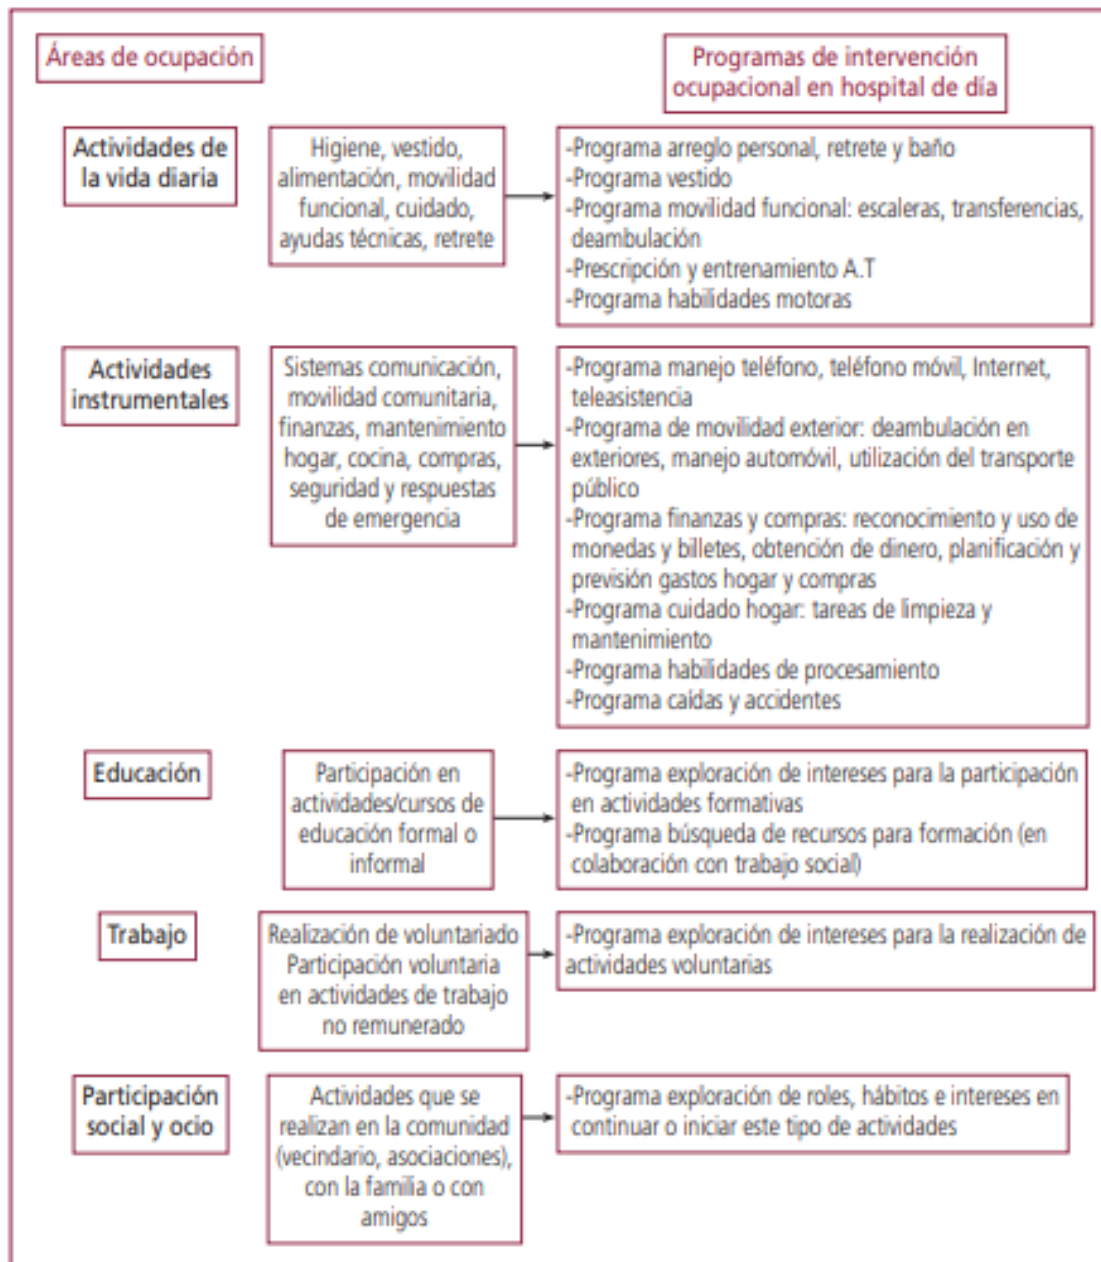 Áreas de ocupación
Programas de intervención
ocupacional en hospital de día
Actividades de
la vida diaria
Higiene, vestido,
alimentación, movilidad
funcional, cuidado,
ayudas técnicas, retrete
-Programa arreglo personal, retrete y baño
-Programa vestido
-Programa movilidad funcional: escaleras, transferencias,
deambulación
-Prescripción y entrenamiento A.T
-Programa habilidades motoras
Actividades
instrumentales
Sistemas comunicación,
movilidad comunitaria,
finanzas, mantenimiento
hogar, cocina, compras,
seguridad y respuestas
de emergencia
-Programa manejo teléfono, teléfono móvil, Internet,
teleasistencia
-Programa de movilidad exterior: deambulación en
exteriores, manejo automóvil, utilización del transporte
público
-Programa finanzas y compras: reconocimiento y uso de
monedas y billetes, obtención de dinero, planificación y
previsión gastos hogar y compras
-Programa cuidado hogar: tareas de limpieza y
mantenimiento
-Programa habilidades de procesamiento
-Programa caídas y accidentes
Educación
Participación en
actividades/cursos de
educación formal o
informal
-Programa exploración de intereses para la participación
en actividades formativas
-Programa búsqueda de recursos para formación (en
colaboración con trabajo social)
Trabajo
Realización de voluntariado
Participación voluntaria
en actividades de trabajo
no remunerado
-Programa exploración de intereses para la realización de
actividades voluntarias
Participación
social y ocio
Actividades que se
realizan en la comunidad
(vecindario, asociaciones),
con la familia o con
amigos
-Programa exploración de roles, hábitos e intereses en
continuar o iniciar este tipo de actividades